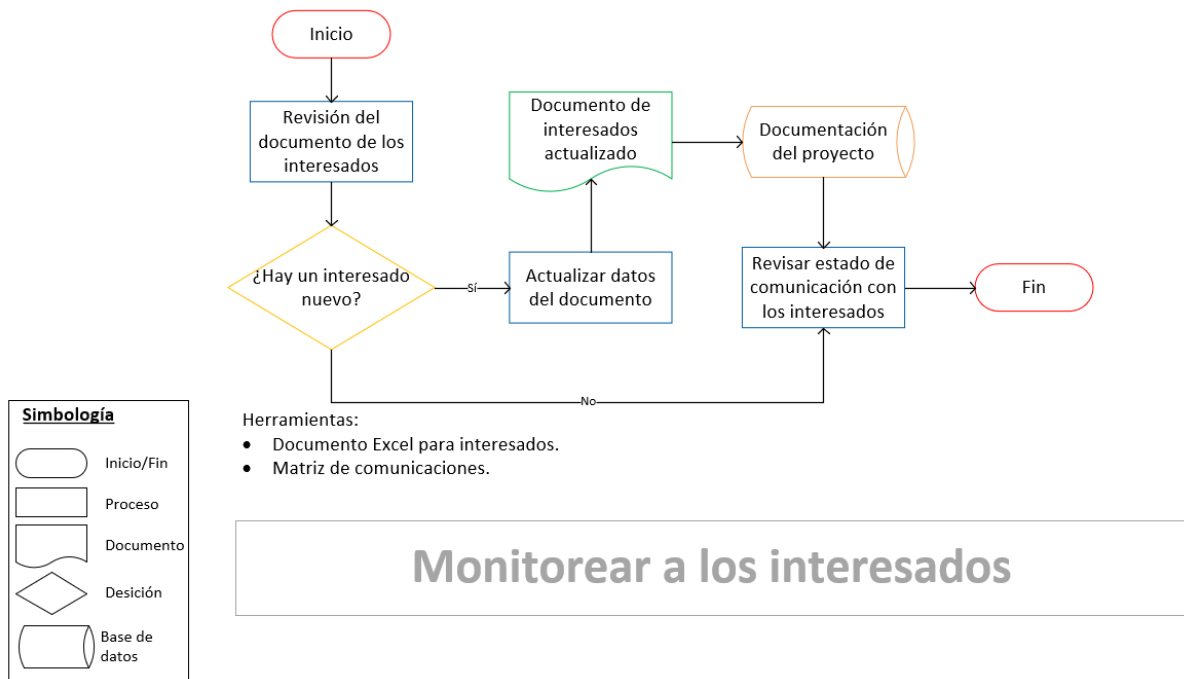 Inicio
Revisión del
documento de los
interesados
¿Hay un interesado
nuevo?
Sí
Actualizar datos
del documento
Documento de
interesados
actualizado
Documentación
del proyecto
Revisar estado de
comunicación con
los interesados
Fin
No
Herramientas:
• Documento Excel para interesados.
• Matriz de comunicaciones.
Simbología
Inicio/Fin
Proceso
Documento
Desición
Base de
datos
Monitorear a los interesados